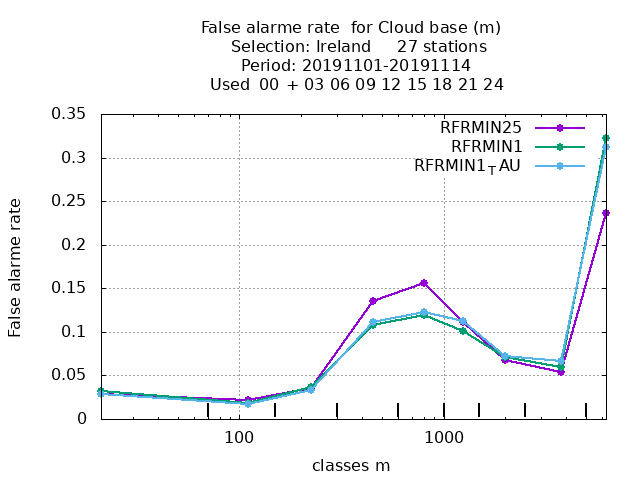 False alarme rate  for Cloud base (m)
Selection: Ireland     27 stations
Period: 20191101-20191114
Used  00 + 03 06 09 12 15 18 21 24
RFRMIN25
RFRMIN1
RFRMIN1TAU
0.35
0.3
0.25
0.2
0.15
0.1
0.05
0
False alarme rate
100
1000
classes m